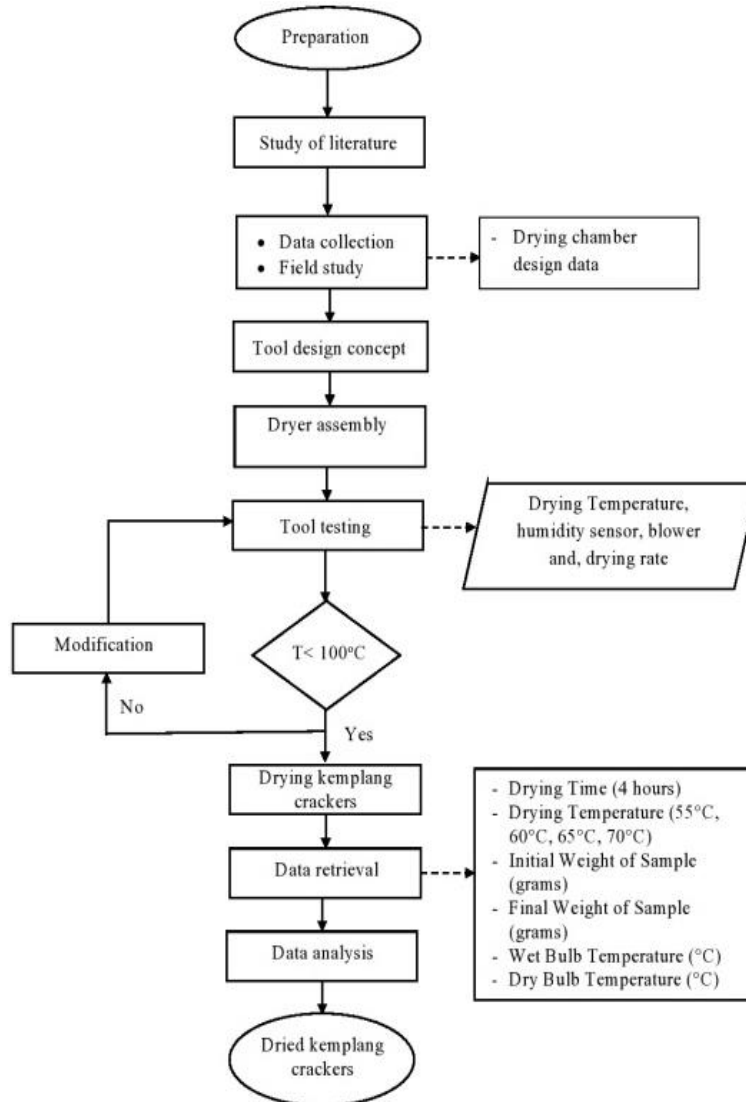 Preparation
Study of literature
• Data collection
• Field study
- Drying chamber
design data
Tool design concept
Dryer assembly
Tool testing
Drying Temperature,
humidity sensor, blower
and, drying rate
Modification
T< 100°C
No
Yes
Drying kemplang
crackers
Data retrieval
- Drying Time (4 hours)
- Drying Temperature (55°C,
60°C, 65°C, 70°C)
- Initial Weight of Sample
(grams)
- Final Weight of Sample
(grams)
- Wet Bulb Temperature (°C)
- Dry Bulb Temperature (°C)
Data analysis
Dried kemplang
crackers